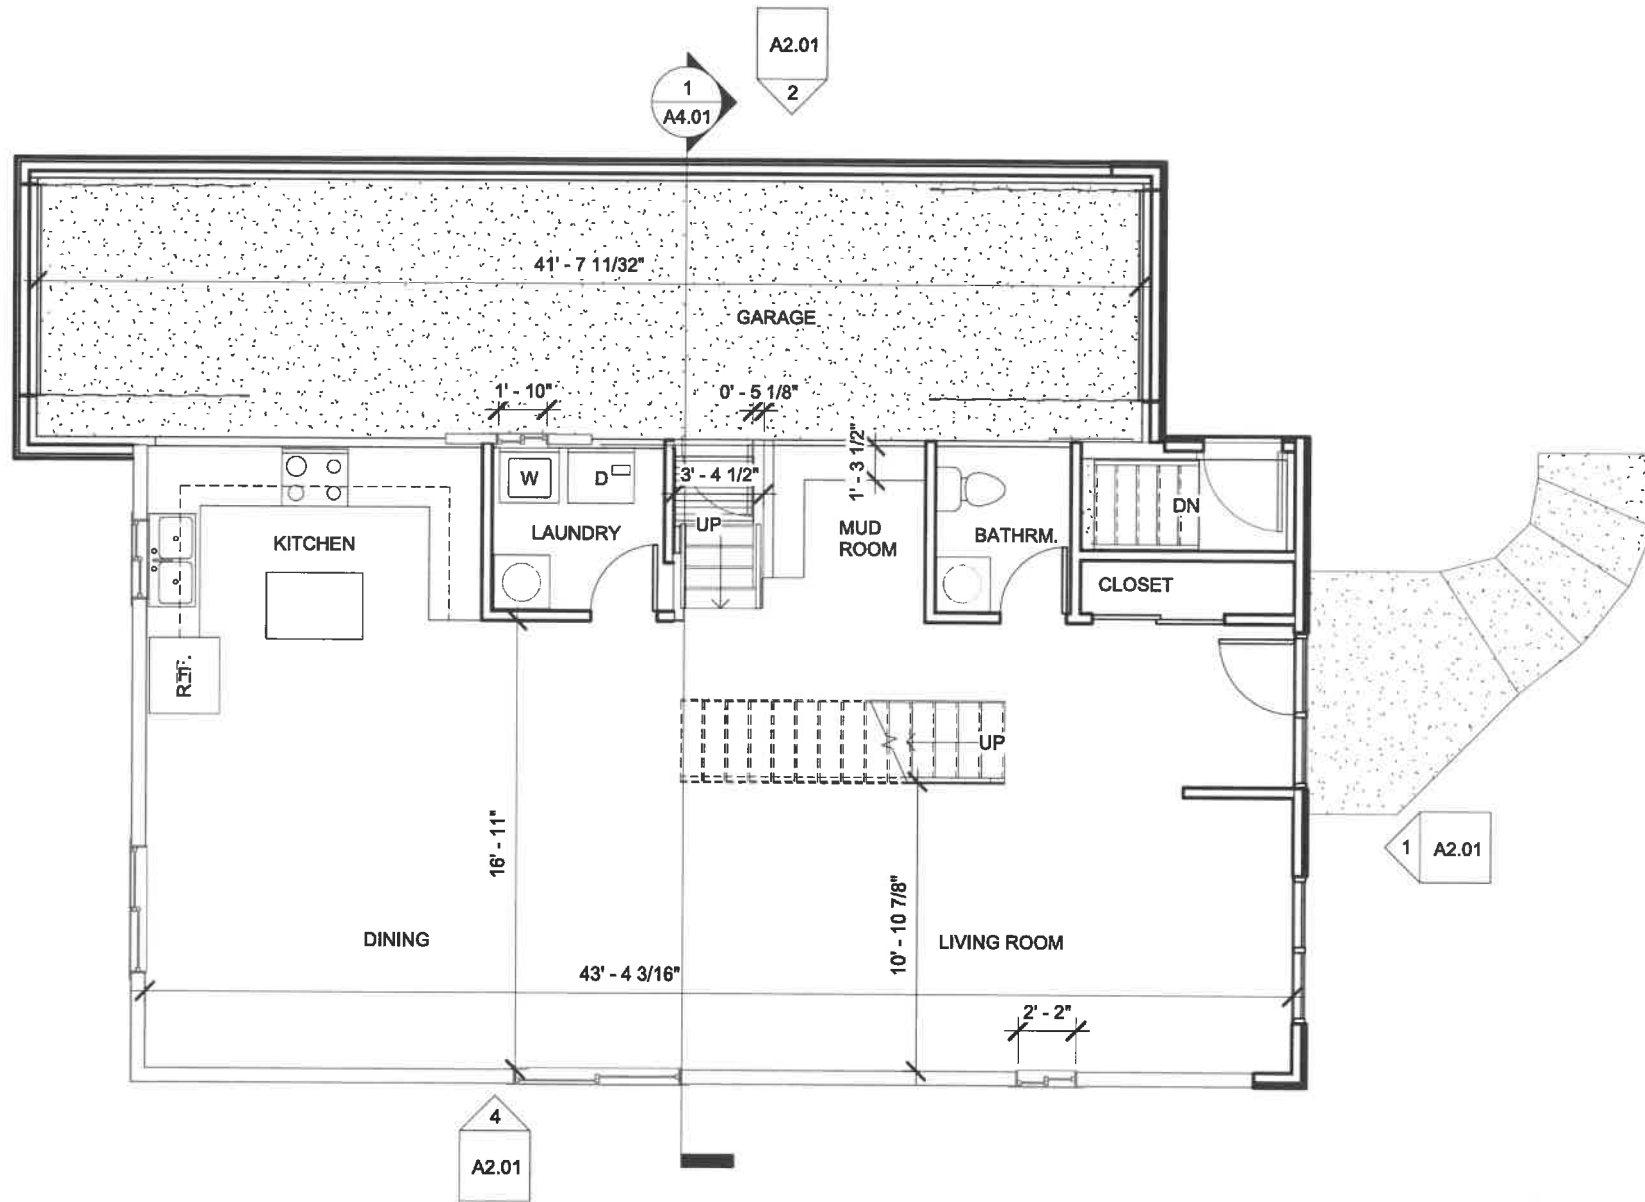 A2.01
2
1
A4.01
41' - 7 11/32"
GARAGE
1' - 10"
0' - 5 1/8"
1' - 3 1/2"
3' - 4 1/2"
W
D
UP
LAUNDRY
KITCHEN
MUD
ROOM
BATHRM.
DN
CLOSET
REF.
UP
16' - 11"
10' - 10 7/8"
1
A2.01
DINING
LIVING ROOM
43' - 4 3/16"
2' - 2"
4
A2.01